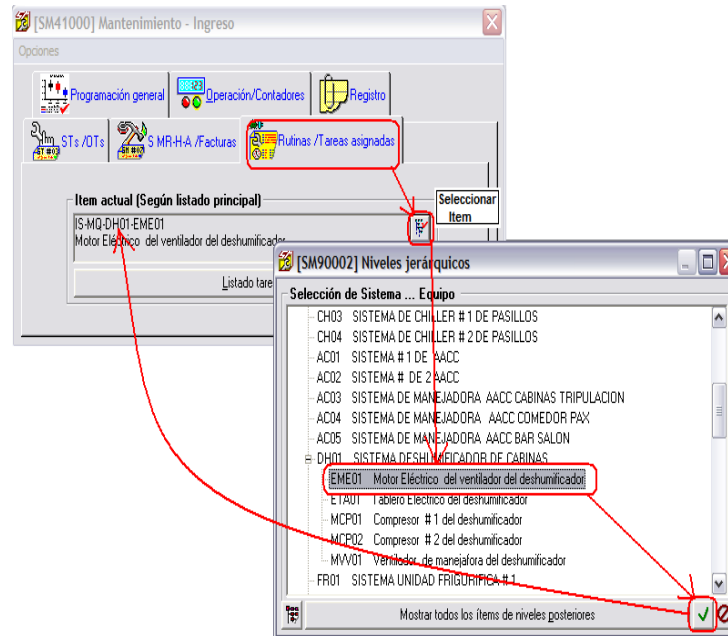 [SM41000] Mantenimiento - Ingreso
Opciones
Programación general
Operación/Contadores
Registro
STs /OTs
S MR-H-A /Facturas
Rutinas /Tareas asignadas
Item actual (Según listado principal)
Seleccionar
Item
IS-MQ-DH01-EME01
Motor Eléctrico del ventilador del deshumificador
Listado tare
[SM90002] Niveles jerárquicos
Selección de Sistema ... Equipo
CH03 SISTEMA DE CHILLER # 1 DE PASILLOS
CH04 SISTEMA DE CHILLER # 2 DE PASILLOS
AC01 SISTEMA # 1 DE AACC
AC02 SISTEMA # DE 2 AACC
AC03 SISTEMA DE MANEJADORA AACC CABINAS TRIPULACION
AC04 SISTEMA DE MANEJADORA AACC COMEDOR PAX
AC05 SISTEMA DE MANEJADORA AACC BAR SALON
DH01 SISTEMA DESHUMIFICADOR DE CABINAS
EME01 Motor Eléctrico del ventilador del deshumificador
ETA01 Tablero Eléctrico del deshumificador
MCP01 Compresor # 1 del deshumificador
MCP02 Compresor # 2 del deshumificador
MVV01 Ventilador de manejafora del deshumificador
FR01 SISTEMA UNIDAD FRIGURIFICA # 1
Mostrar todos los ítems de niveles posteriores